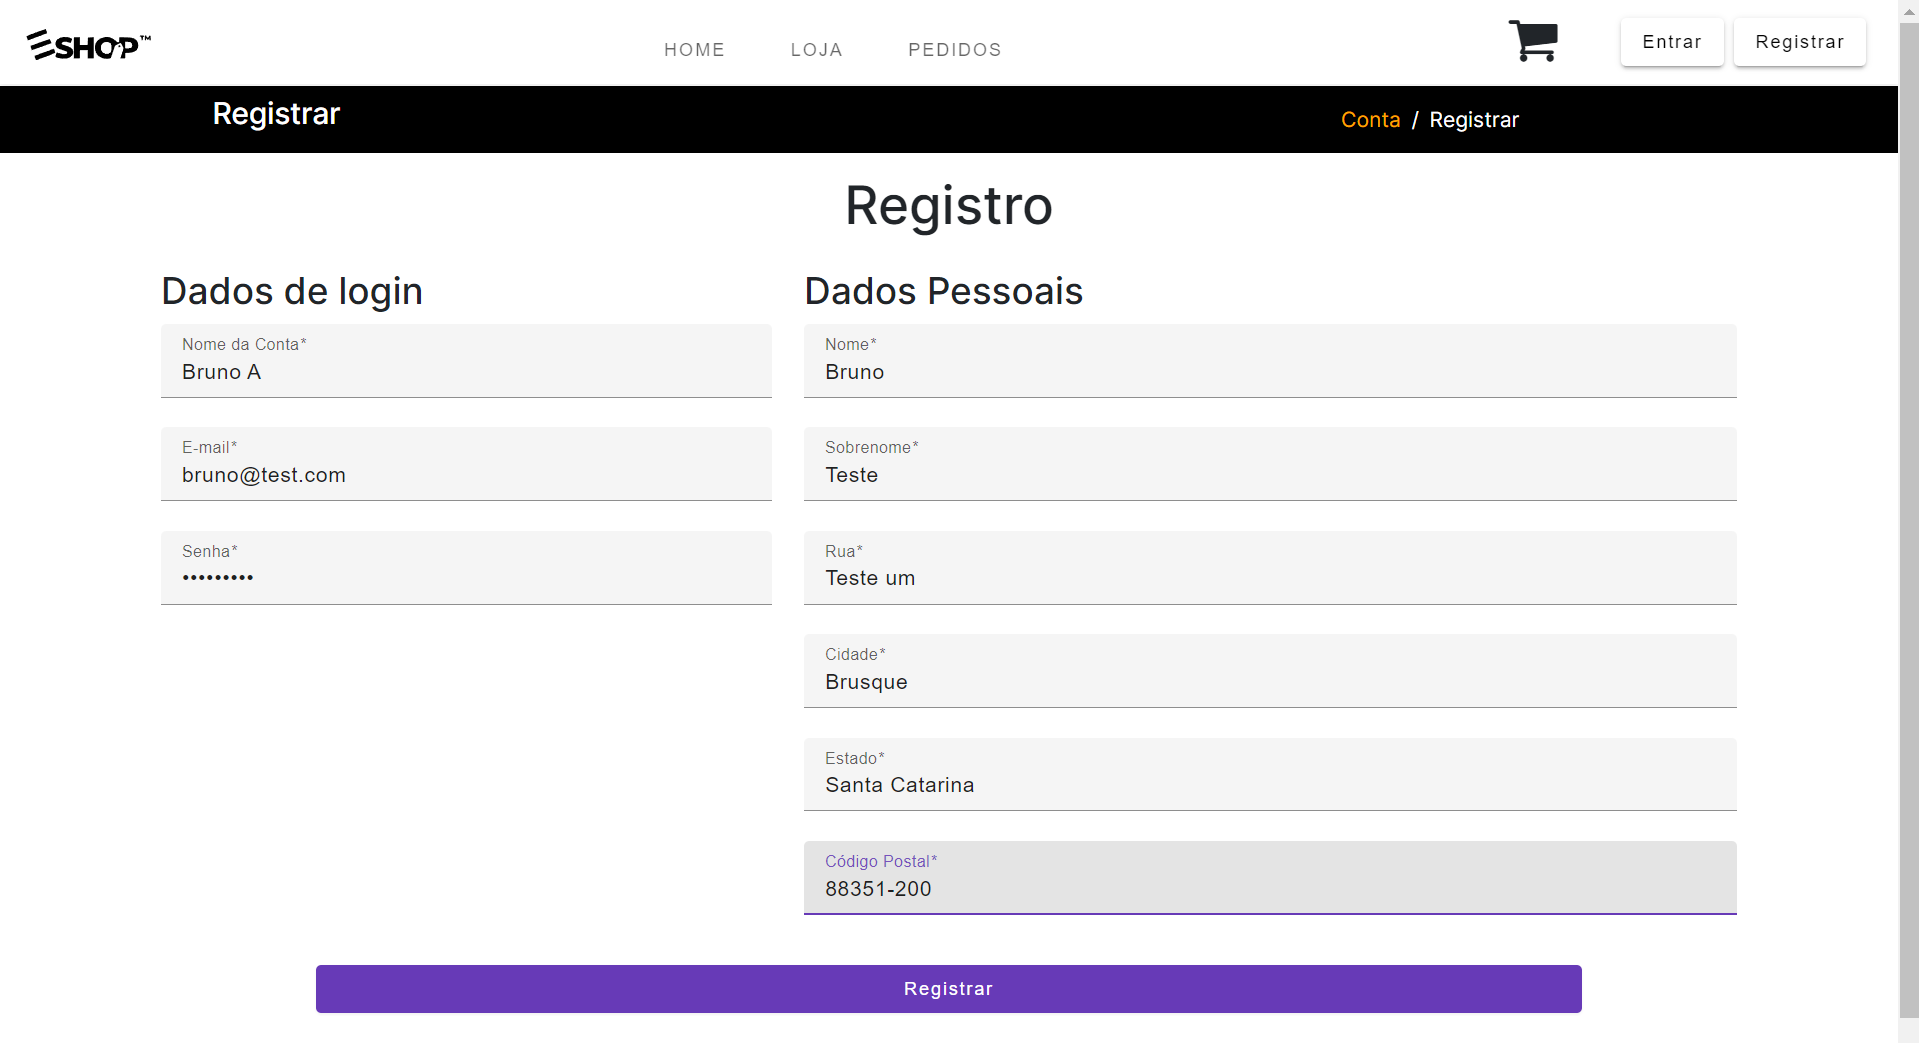 ESHOP™
HOME
LOJA
PEDIDOS
Entrar
Registrar
Registrar
Conta / Registrar
Registro
Dados de login
Nome da Conta*
Bruno A
E-mail*
bruno@test.com
Senha*
•••••••••
Dados Pessoais
Nome*
Bruno
Sobrenome*
Teste
Rua*
Teste um
Cidade*
Brusque
Estado*
Santa Catarina
Código Postal*
88351-200
Registrar